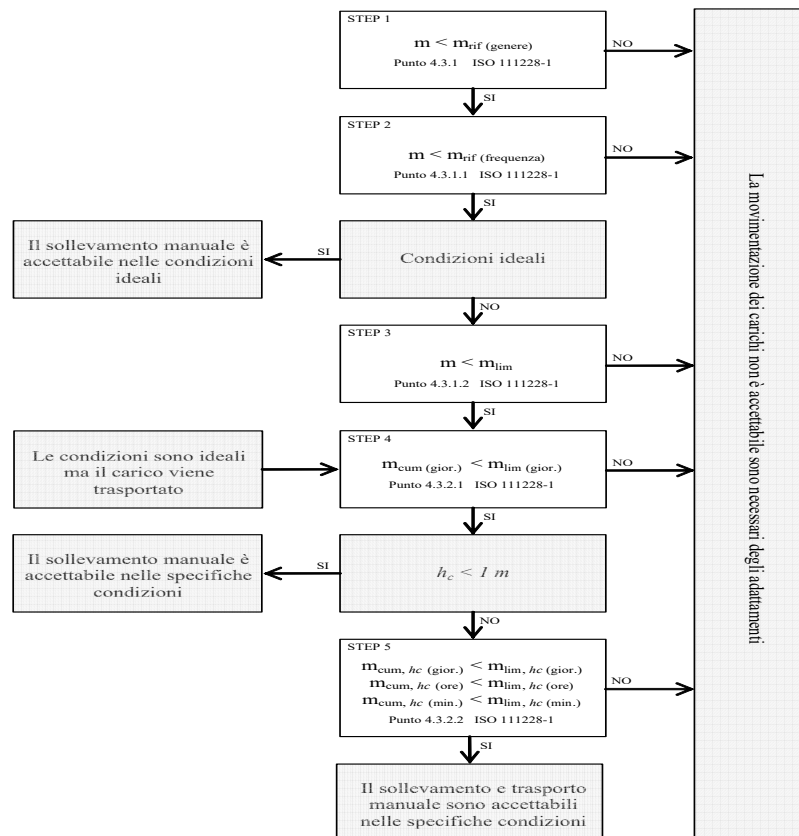 STEP 1
m < mrif (genere)
Punto 4.3.1 ISO 111228-1
NO
SI
STEP 2
m < mrif (frequenza)
Punto 4.3.1.1 ISO 111228-1
NO
SI
Il sollevamento manuale è
accettabile nelle condizioni
ideali
SI
Condizioni ideali
NO
STEP 3
m < mlim
Punto 4.3.1.2 ISO 111228-1
NO
SI
Le condizioni sono ideali
ma il carico viene
trasportato
STEP 4
mcum (gior.) < mlim (gior.)
Punto 4.3.2.1 ISO 111228-1
NO
SI
Il sollevamento manuale è
accettabile nelle specifiche
condizioni
SI
hc < 1 m
NO
STEP 5
mcum, hc (gior.) < mlim, hc (gior.)
mcum, hc (ore) < mlim, hc (ore)
mcum, hc (min.) < mlim, hc (min.)
Punto 4.3.2.2 ISO 111228-1
NO
SI
Il sollevamento e trasporto
manuale sono accettabili
nelle specifiche condizioni
La movimentazione dei carichi non è accettabile sono necessari degli adattamenti